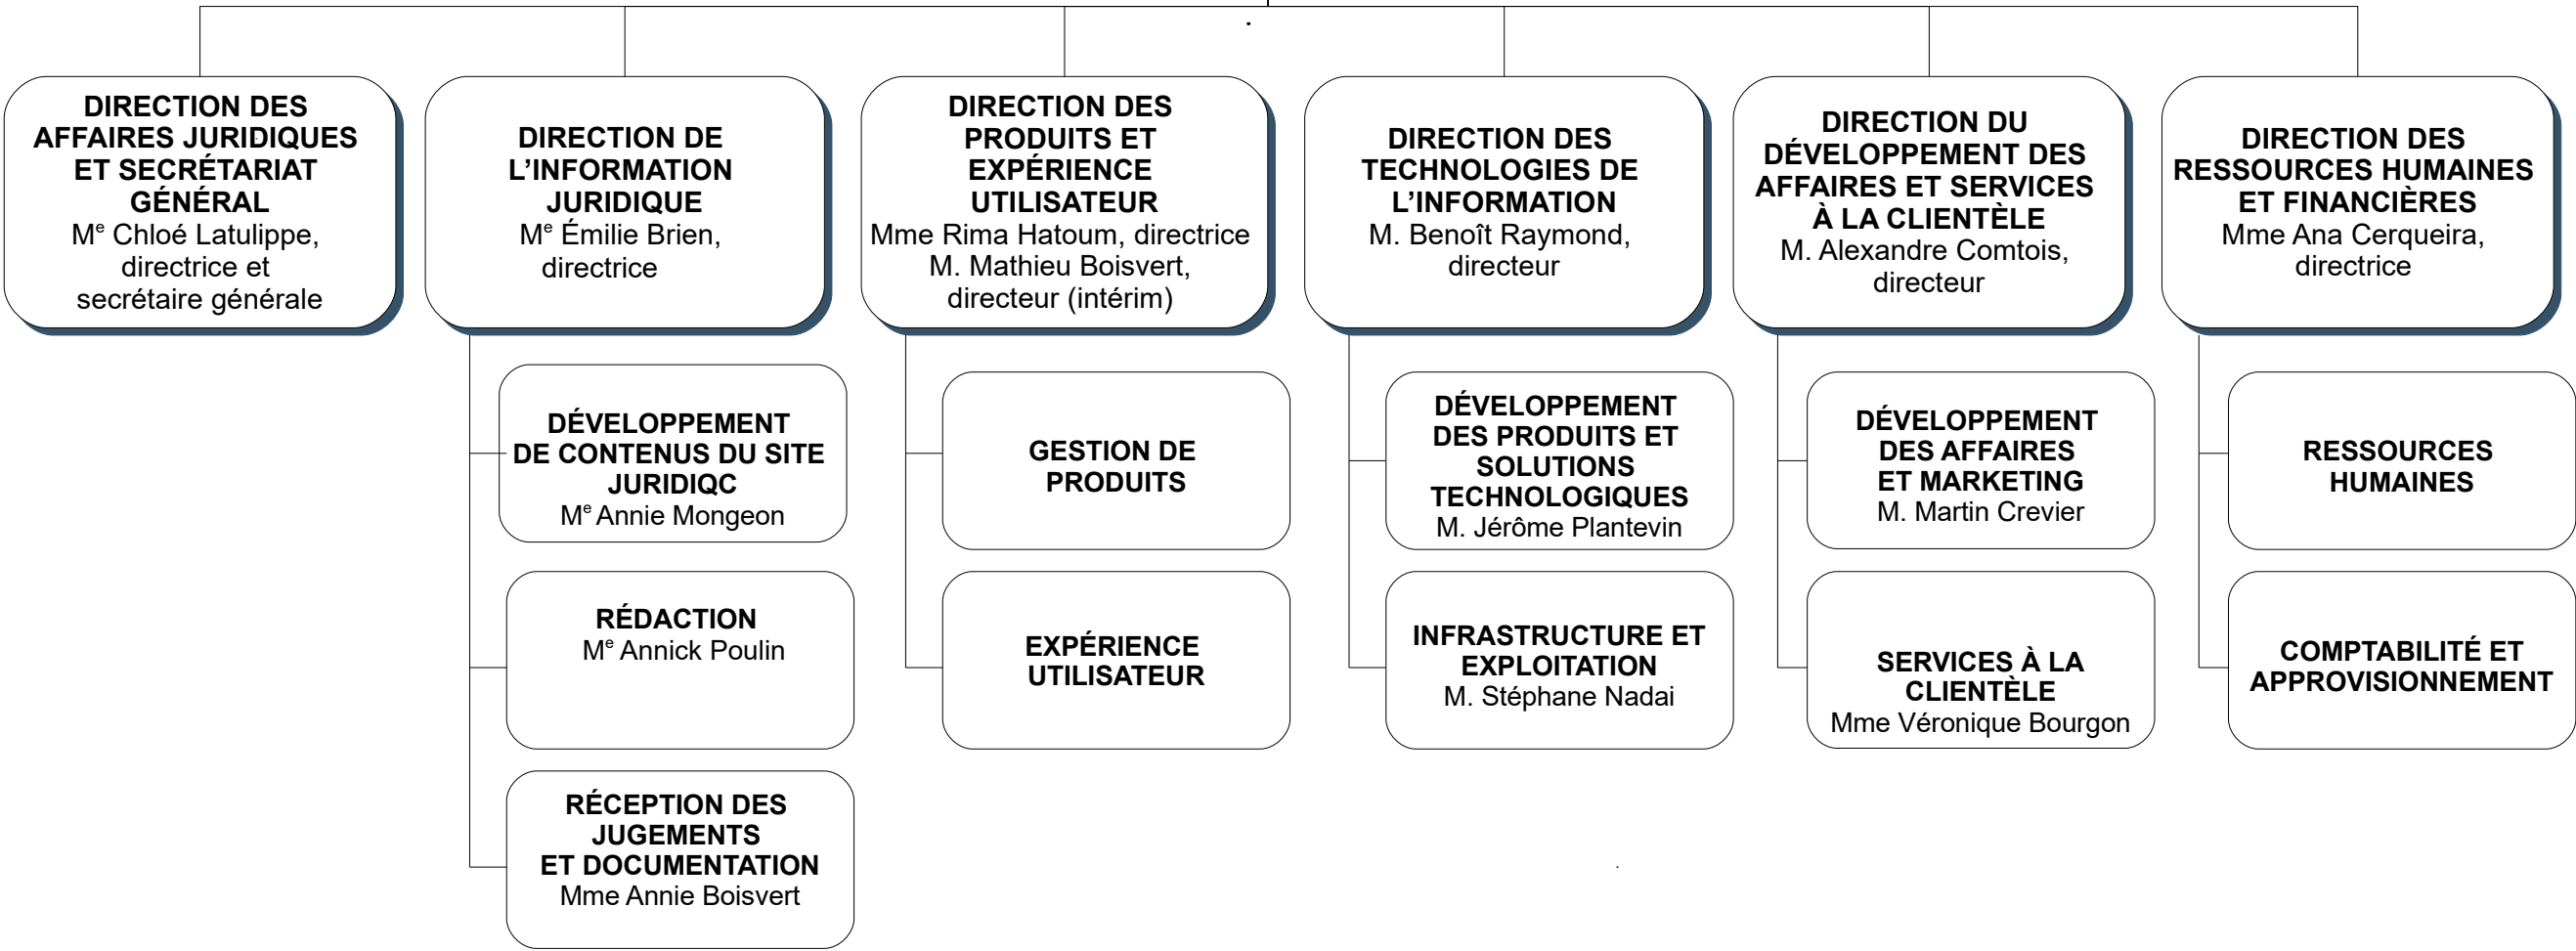 DIRECTION DES
AFFAIRES JURIDIQUES
ET SECRÉTARIAT
GÉNÉRAL
Me Chloé Latulippe,
directrice et
secrétaire générale
DIRECTION DE
L’INFORMATION
JURIDIQUE
Me Émilie Brien,
directrice
DIRECTION DES
PRODUITS ET
EXPÉRIENCE
UTILISATEUR
Mme Rima Hatoum, directrice
M. Mathieu Boisvert,
directeur (intérim)
DIRECTION DES
TECHNOLOGIES DE
L’INFORMATION
M. Benoît Raymond,
directeur
DIRECTION DU
DÉVELOPPEMENT DES
AFFAIRES ET SERVICES
À LA CLIENTÈLE
M. Alexandre Comtois,
directeur
DIRECTION DES
RESSOURCES HUMAINES
ET FINANCIÈRES
Mme Ana Cerqueira,
directrice
DÉVELOPPEMENT
DE CONTENUS DU SITE
JURIDIQC
Me Annie Mongeon
GESTION DE
PRODUITS
DÉVELOPPEMENT
DES PRODUITS ET
SOLUTIONS
TECHNOLOGIQUES
M. Jérôme Plantevin
DÉVELOPPEMENT
DES AFFAIRES
ET MARKETING
M. Martin Crevier
RESSOURCES
HUMAINES
RÉDACTION
Me Annick Poulin
EXPÉRIENCE
UTILISATEUR
INFRASTRUCTURE ET
EXPLOITATION
M. Stéphane Nadai
SERVICES À LA
CLIENTÈLE
Mme Véronique Bourgon
COMPTABILITÉ ET
APPROVISIONNEMENT
RÉCEPTION DES
JUGEMENTS
ET DOCUMENTATION
Mme Annie Boisvert